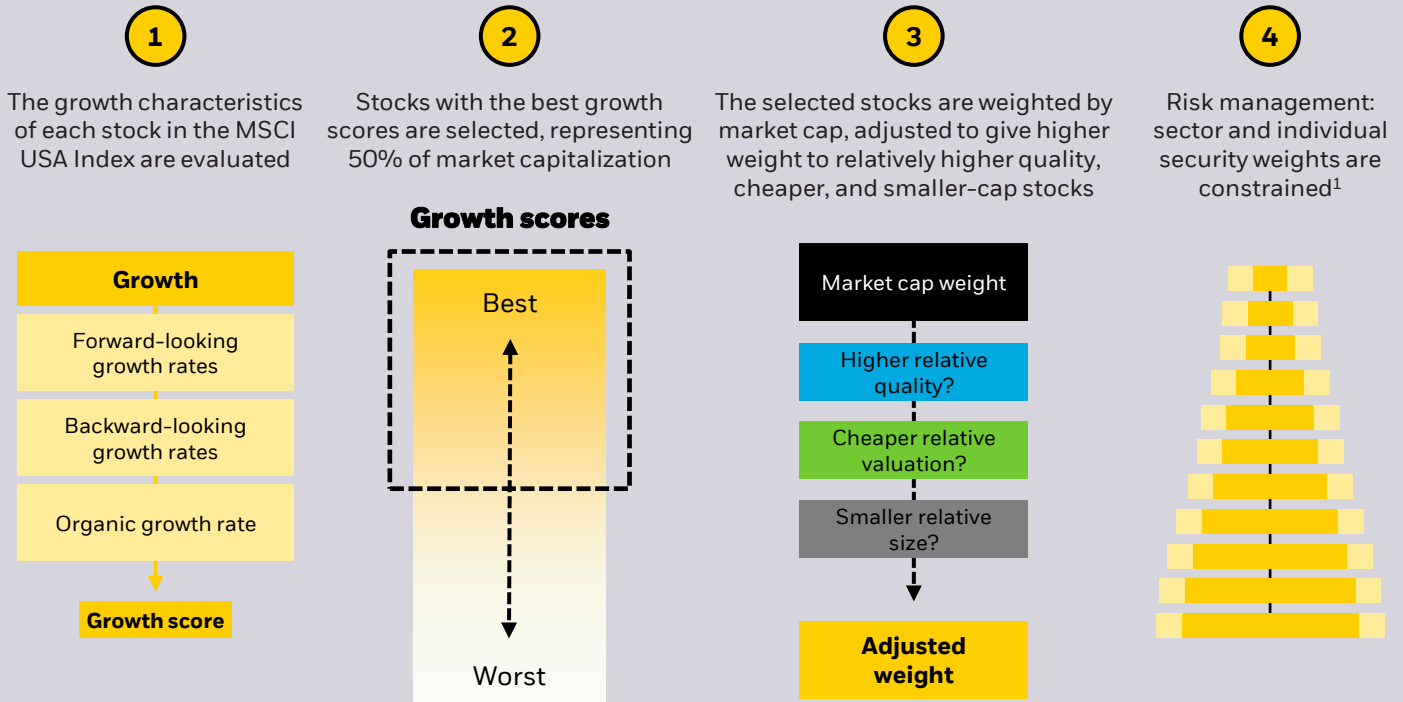 1
The growth characteristics
of each stock in the MSCI
USA Index are evaluated
Growth
Forward-looking
growth rates
Backward-looking
growth rates
Organic growth rate
Growth score
2
Stocks with the best growth
scores are selected, representing
50% of market capitalization
Growth scores
Best
Worst
3
The selected stocks are weighted by
market cap, adjusted to give higher
weight to relatively higher quality,
cheaper, and smaller-cap stocks
Market cap weight
Higher relative
quality?
Cheaper relative
valuation?
Smaller relative
size?
Adjusted
weight
4
Risk management:
sector and individual
security weights are
constrained¹